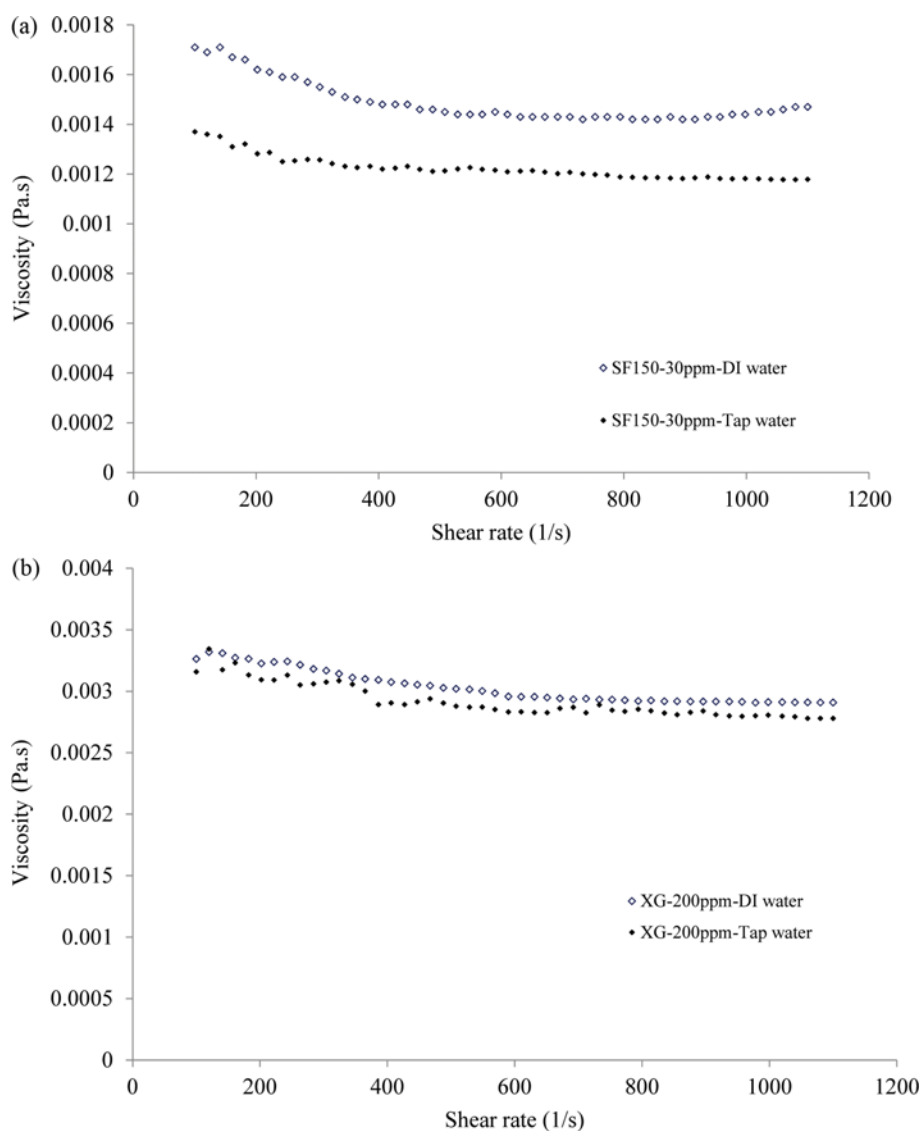 (a)
0.0018
0.0016
0.0014
0.0012
0.001
0.0008
0.0006
0.0004
0.0002
0
Viscosity (Pa.s)
SF150-30ppm-DI water
SF150-30ppm-Tap water
0 200 400 600 800 1000 1200
Shear rate (1/s)
(b)
0.004
0.0035
0.003
0.0025
0.002
0.0015
0.001
0.0005
0
Viscosity (Pa.s)
XG-200ppm-DI water
XG-200ppm-Tap water
0 200 400 600 800 1000 1200
Shear rate (1/s)